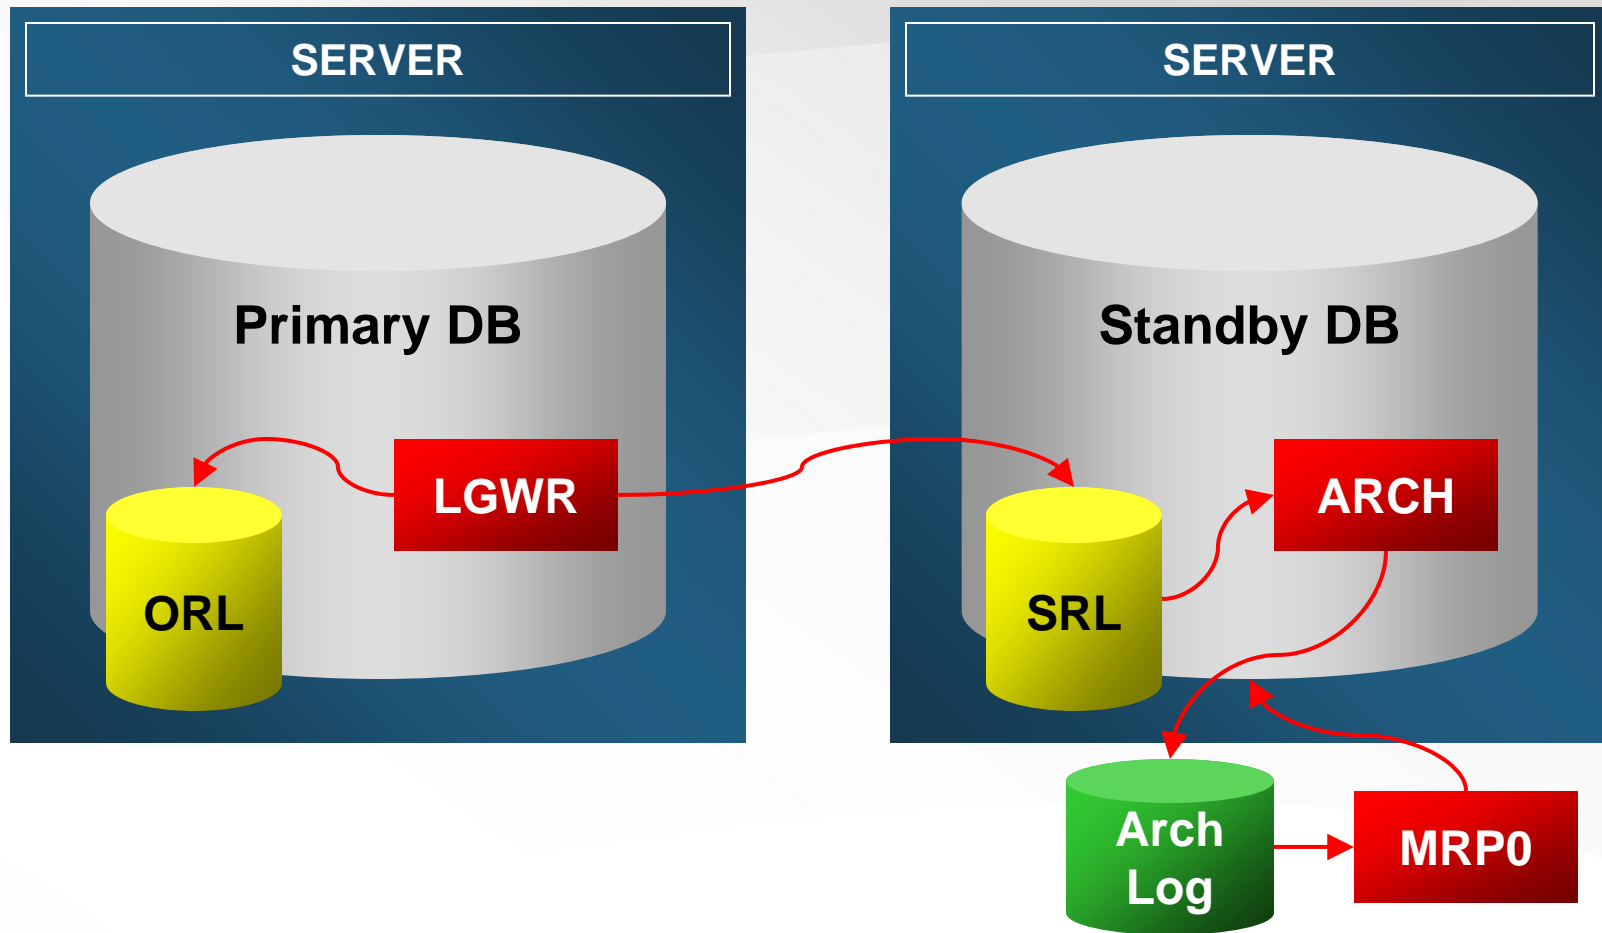 SERVER
SERVER
Primary DB
Standby DB
LGWR
ARCH
ORL
SRL
Arch
Log
MRP0